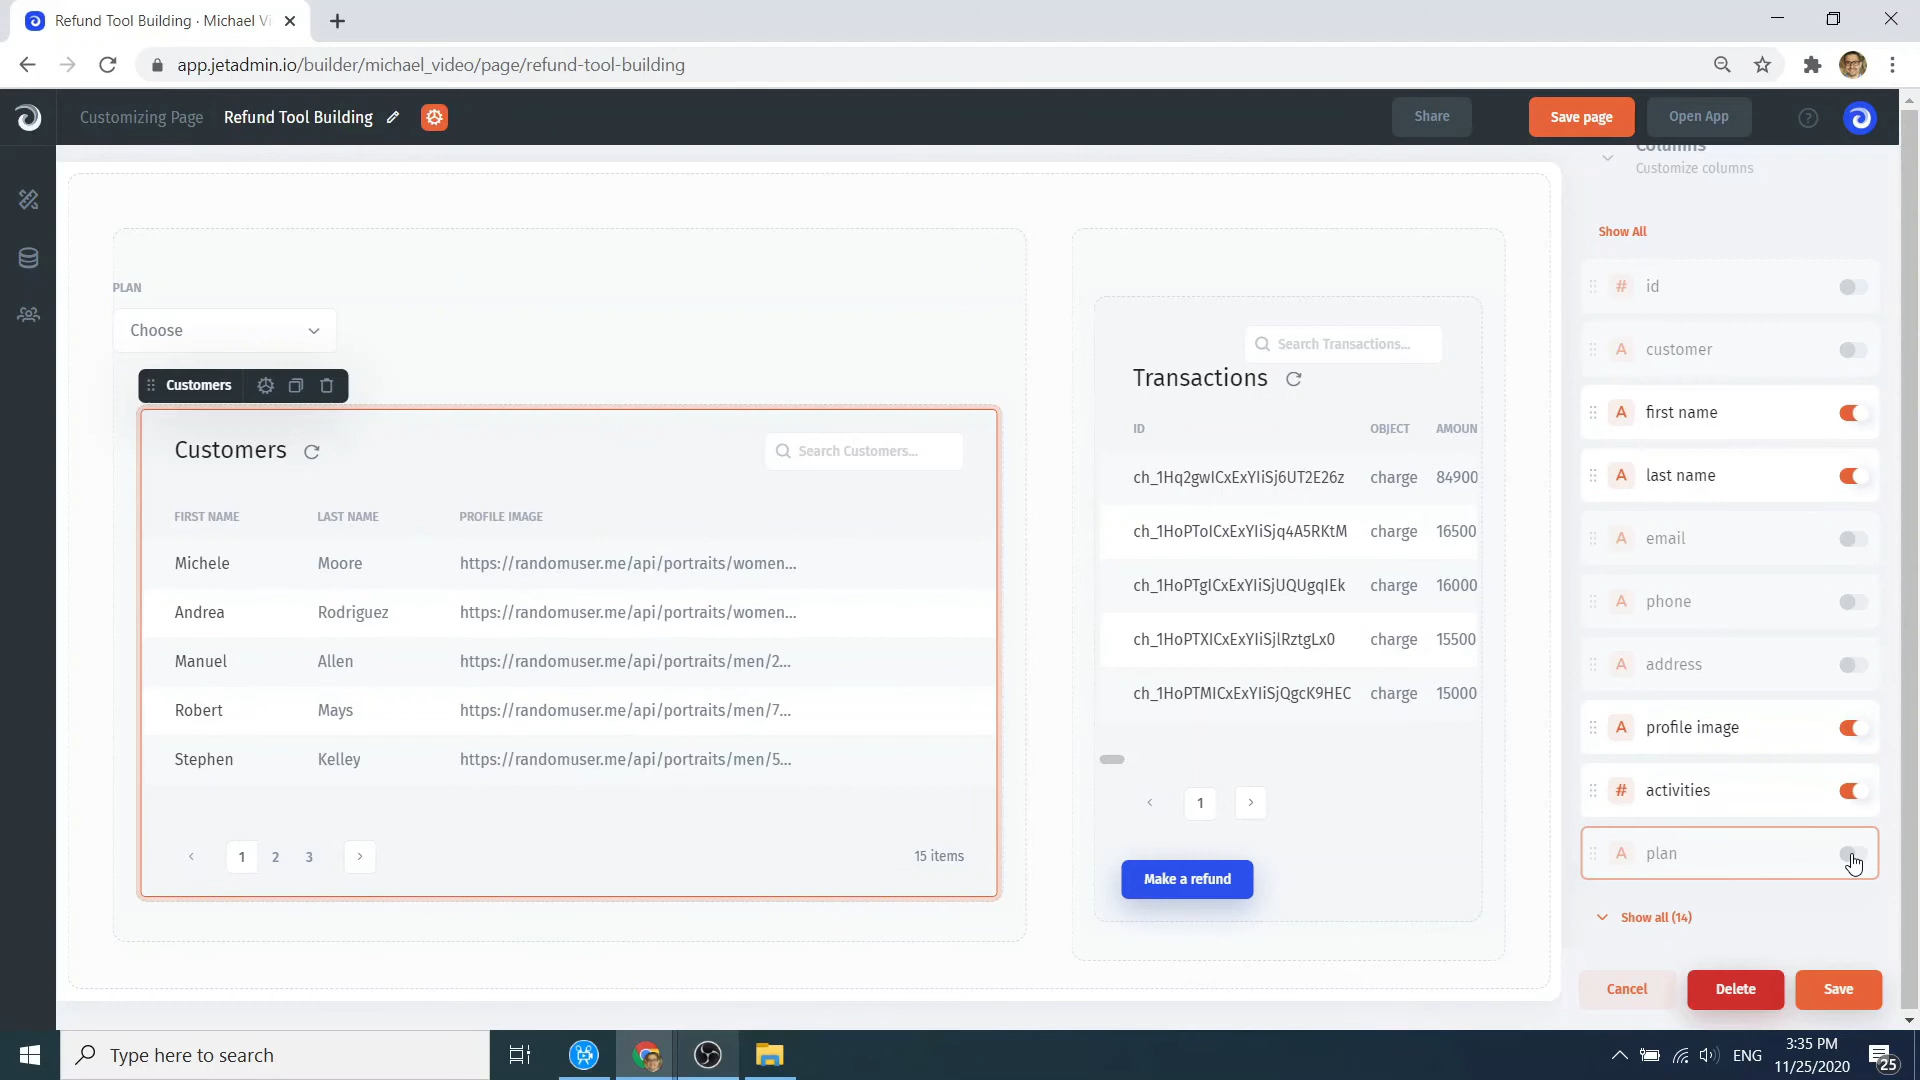 Refund Tool Building · Michael Vi
app.jetadmin.io/builder/michael_video/page/refund-tool-building
Customizing Page
Refund Tool Building
Share
Save page
Open App
Columns
Customize columns
Show All
# id
A customer
A first name
A last name
A email
A phone
A address
A profile image
# activities
A plan
Show all (14)
Cancel
Delete
Save
PLAN
Choose
Customers
Customers
Search Customers...
FIRST NAME LAST NAME PROFILE IMAGE
Michele Moore https://randomuser.me/api/portraits/women...
Andrea Rodriguez https://randomuser.me/api/portraits/women...
Manuel Allen https://randomuser.me/api/portraits/men/2...
Robert Mays https://randomuser.me/api/portraits/men/7...
Stephen Kelley https://randomuser.me/api/portraits/men/5...
1 2 3
15 items
Search Transactions...
Transactions
ID OBJECT AMOUN
ch_1Hq2gwICxExYIiSj6UT2E26z charge 84900
ch_1HoPToICxExYIiSjq4A5RKtM charge 16500
ch_1HoPTgICxExYIiSjUQUgqIEk charge 16000
ch_1HoPTXICxExYIiSjlRztgLx0 charge 15500
ch_1HoPTMICxExYIiSjQgcK9HEC charge 15000
1
Make a refund
Type here to search
ENG
3:35 PM
11/25/2020
25